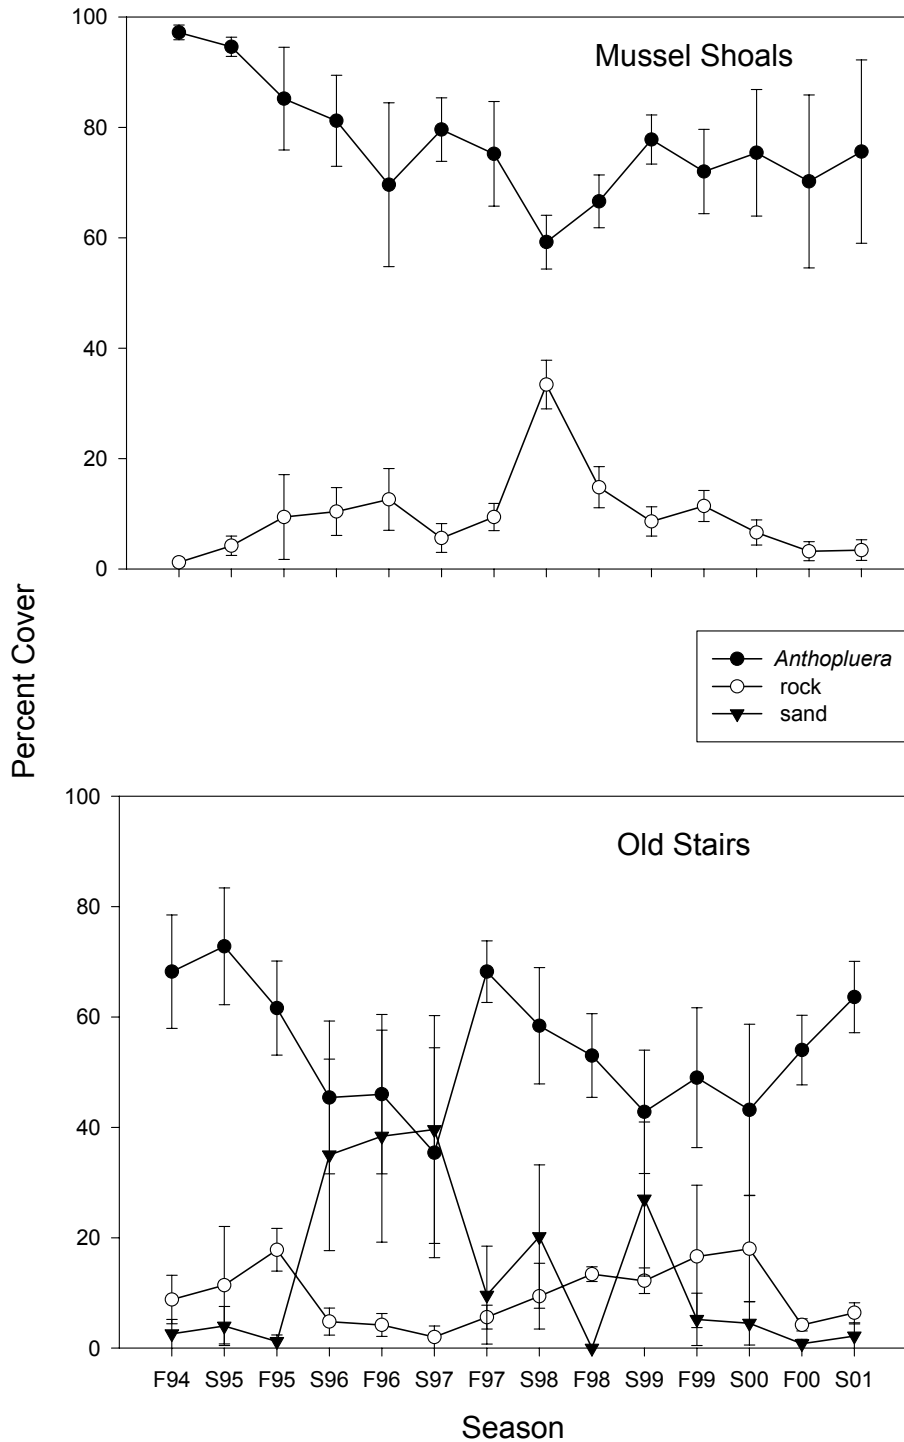 100
Mussel Shoals
80
60
40
20
0
Percent Cover
Anthopluera
rock
sand
100
Old Stairs
80
60
40
20
0
F94 S95 F95 S96 F96 S97 F97 S98 F98 S99 F99 S00 F00 S01
Season